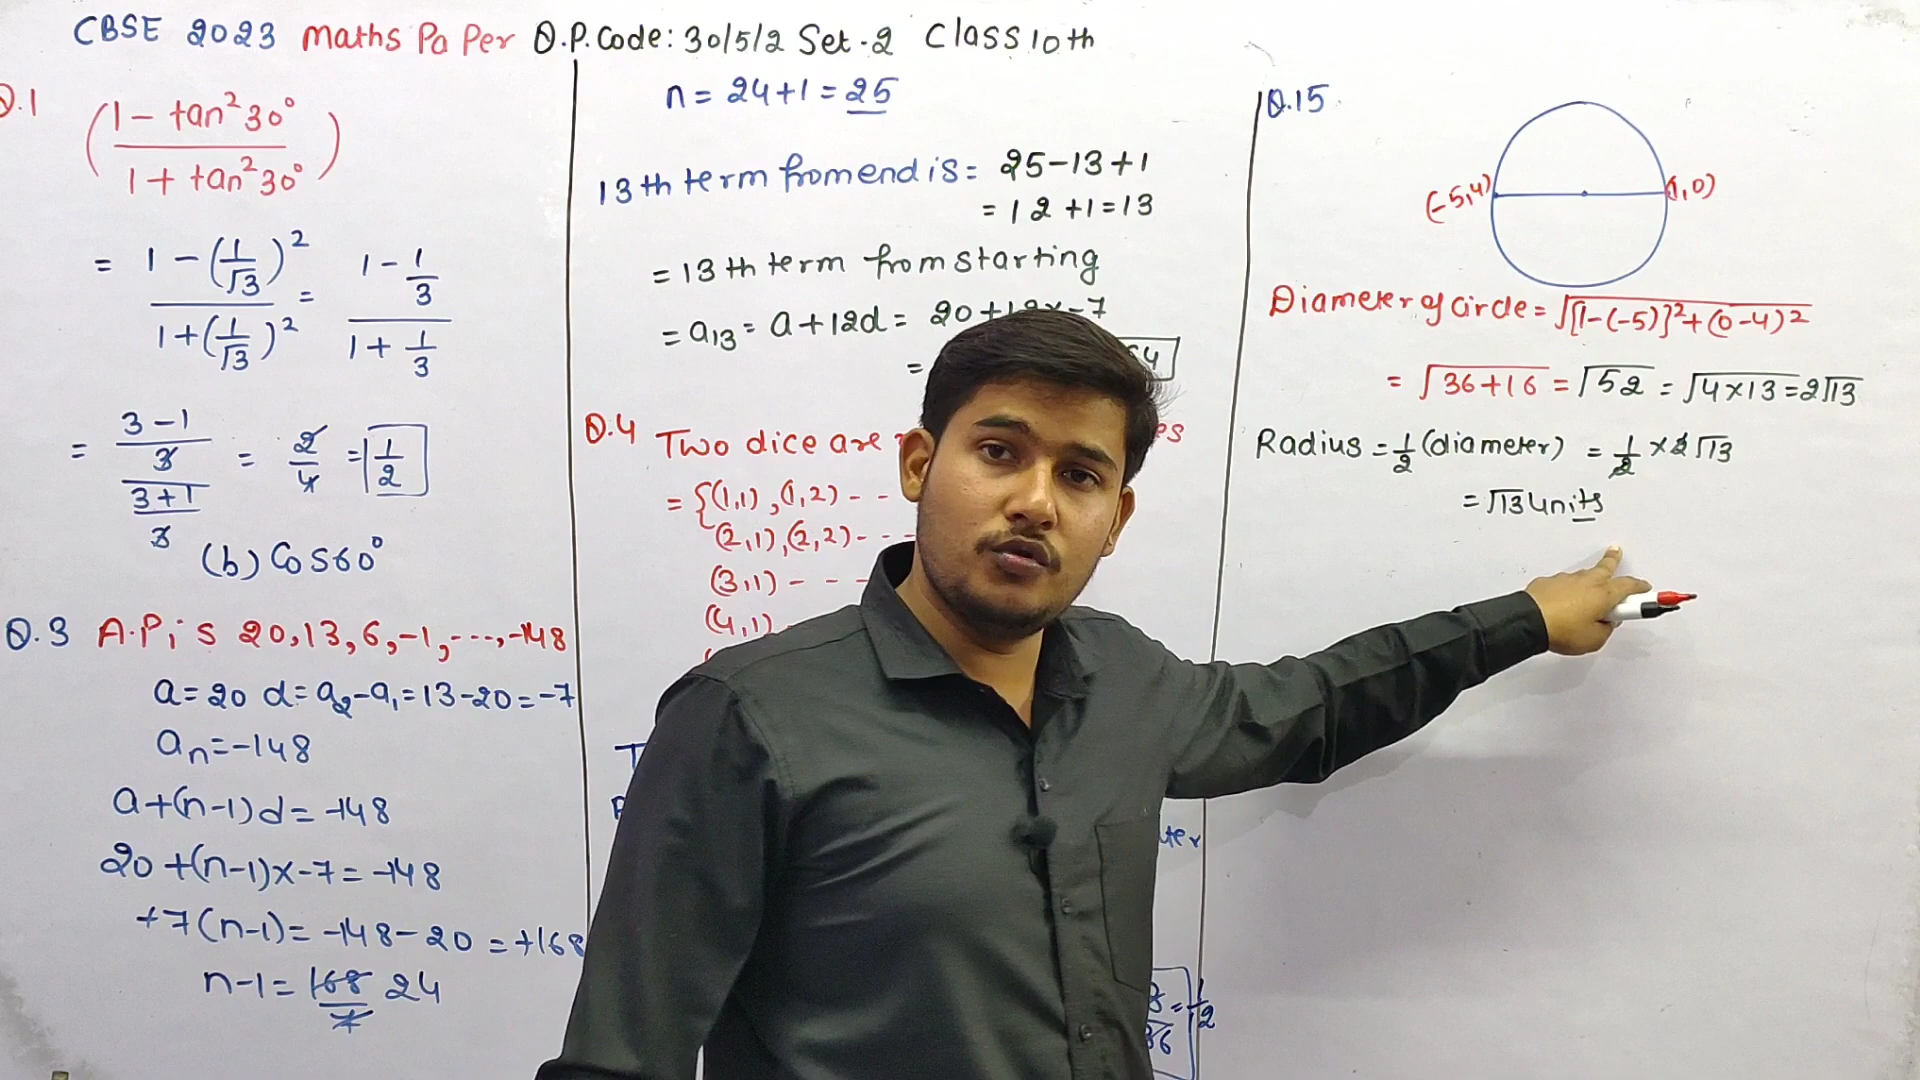 CBSE 2023 Maths Paper Q.P. Code: 30/5/2 Set-2 Class 10th
Q.1
(1 - tan²30° / 1 + tan²30°)
= 1 - (1/√3)² / 1 + (1/√3)² = 1 - 1/3 / 1 + 1/3
= 3-1/3 / 3+1/3 = 2/4 = 1/2
(b) Cos60°
Q.3 A.P. is 20, 13, 6, -1, ---, -148
a = 20 d = a₂ - a₁ = 13 - 20 = -7
aₙ = -148
a + (n-1)d = -148
20 + (n-1)x-7 = -148
+7(n-1) = -148 - 20 = +168
n-1 = 168/7 24
n = 24+1 = 25
13th term from end is = 25-13+1
= 12+1=13
= 13th term from starting
= a₁₃ = a+12d = 20+12x-7
=
Q.4 Two dice are
= {(1,1), (1,2) - -
(2,1), (2,2) - - -
(3,1) - - -
(4,1)
= 1/2
36
Q.15
(-5,4) (1,0)
Diameter of circle = √[1-(-5)]²+(0-4)²
= √36+16 = √52 = √4×13 = 2√13
Radius = 1/2 (diameter) = 1/2 × 2√13
= √13 units